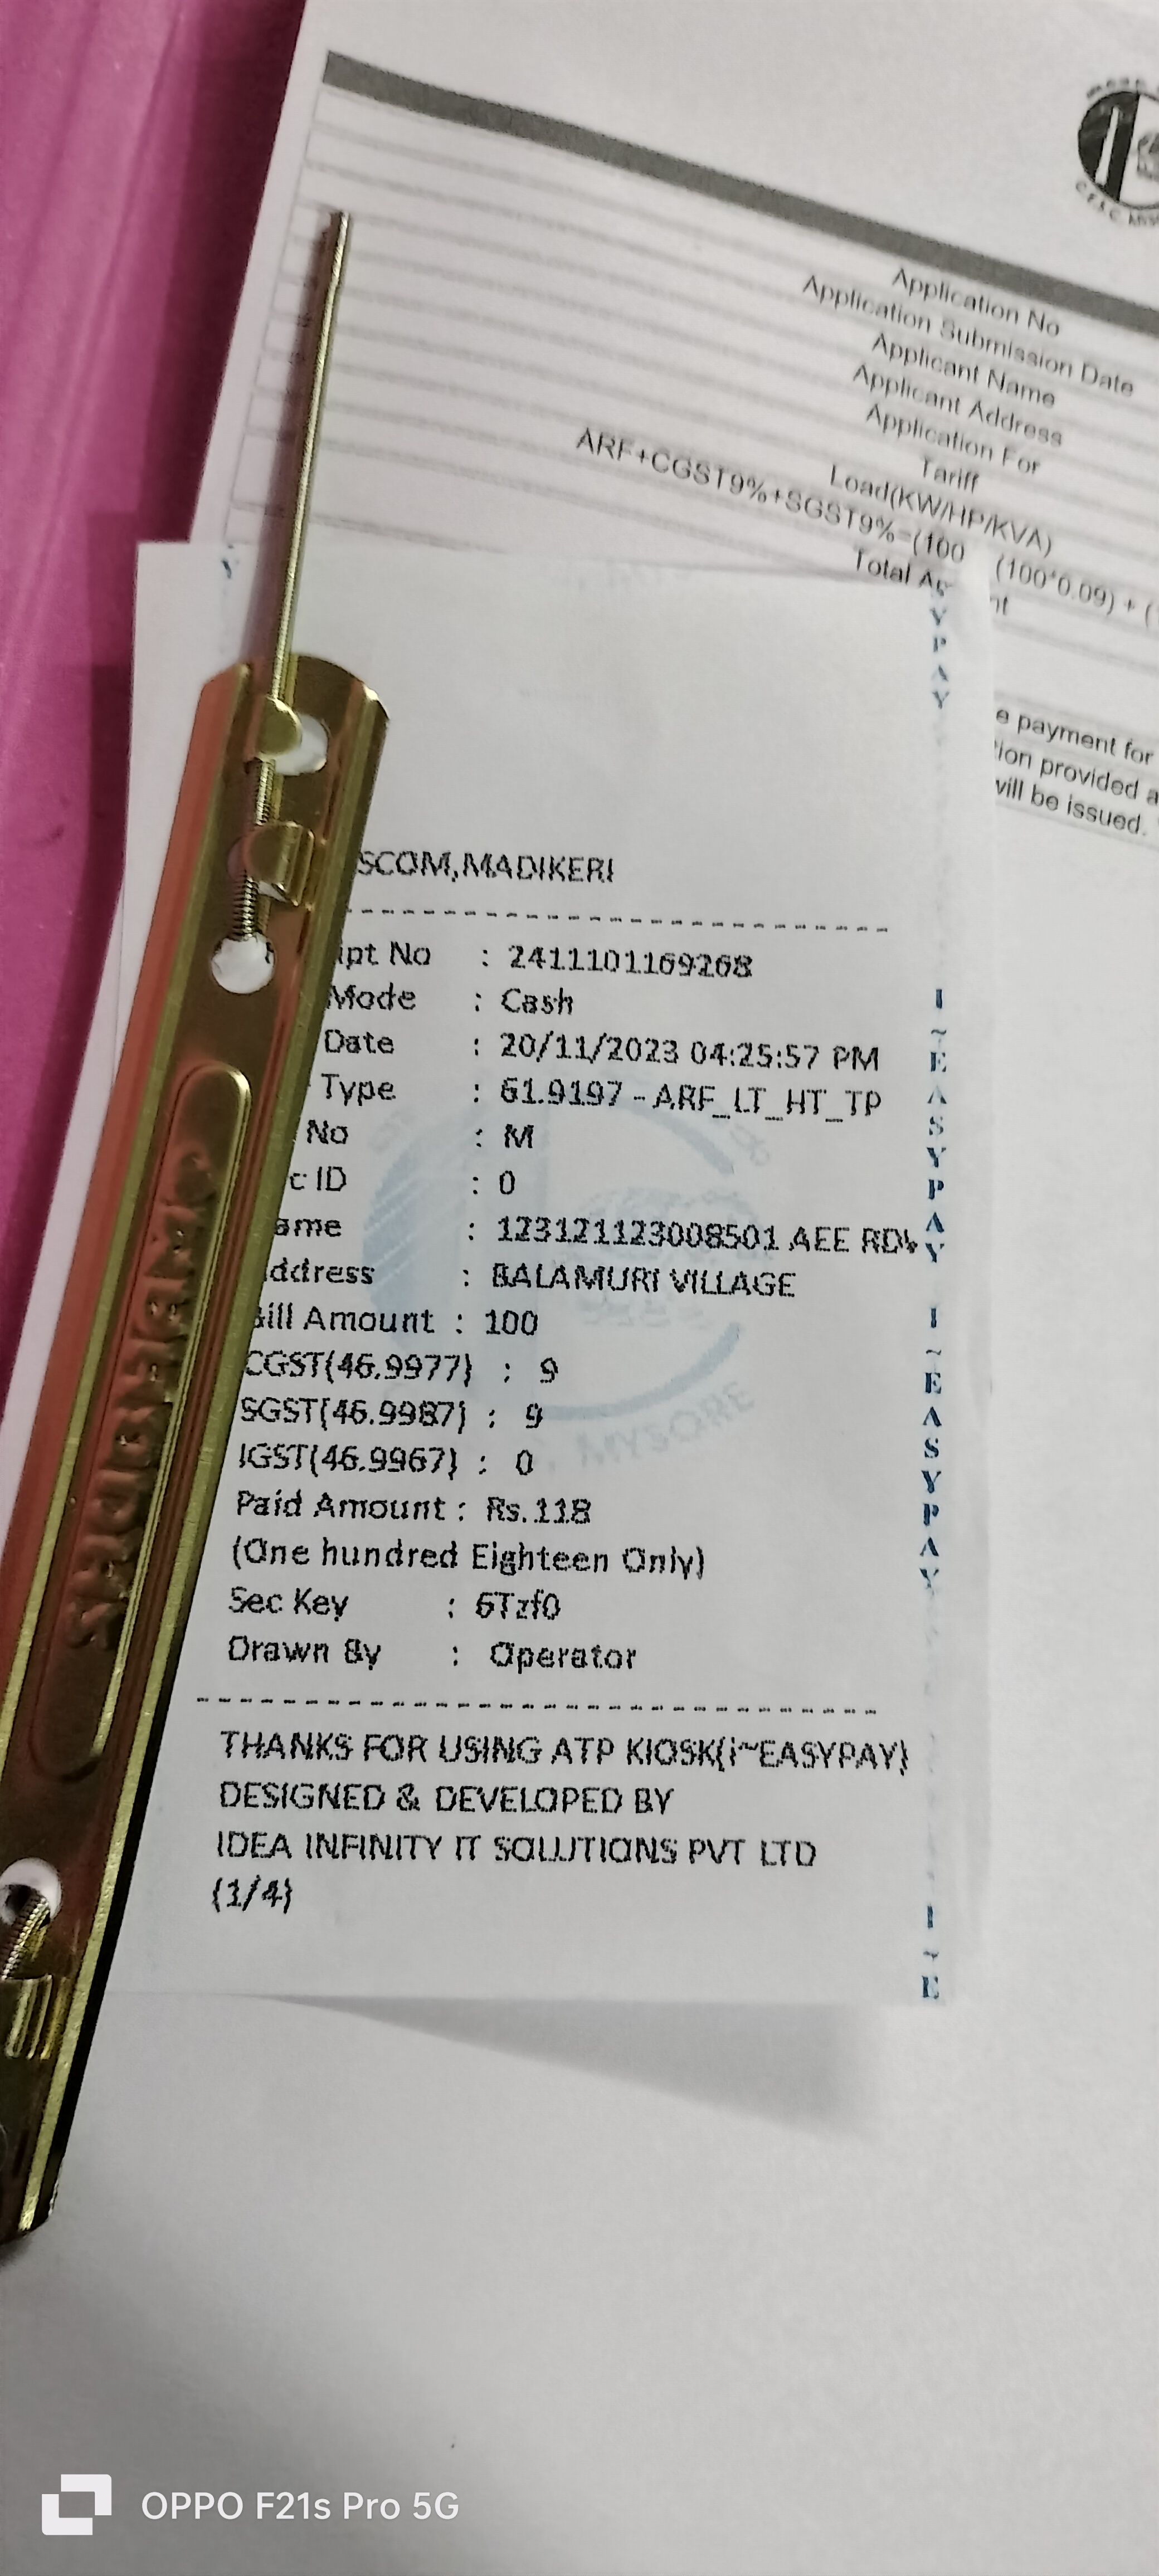 Application No
Application Submission Date
Applicant Name
Applicant Address
Application For
Tariff
Load(KW/HP/KVA)
ARF+CGST9%+SGST9%=(100 (100*0.09) + (
Total
e payment for
ion provided a
will be issued.
SCOM,MADIKERI
ipt No : 2411101169268
Mode : Cash
Date : 20/11/2023 04:25:57 PM
Type : 61.9197 - ARF_LT_HT_TP
No : M
c ID : 0
ame : 123121123008501 AEE
ddress : BALAMURI VILLAGE
ill Amount : 100
CGST(46.9977) : 9
SGST(46.9987) : 9
IGST(46.9967) : 0
Paid Amount : Rs.118
(One hundred Eighteen Only)
Sec Key : 6Tzf0
Drawn By : Operator
THANKS FOR USING ATP KIOSK(i~EASYPAY)
DESIGNED & DEVELOPED BY
IDEA INFINITY IT SOLUTIONS PVT LTD
(1/4)
YPAY
I~EASYPAY
I~EASYPAY
I~E
MYSORE
OPPO F21s Pro 5G